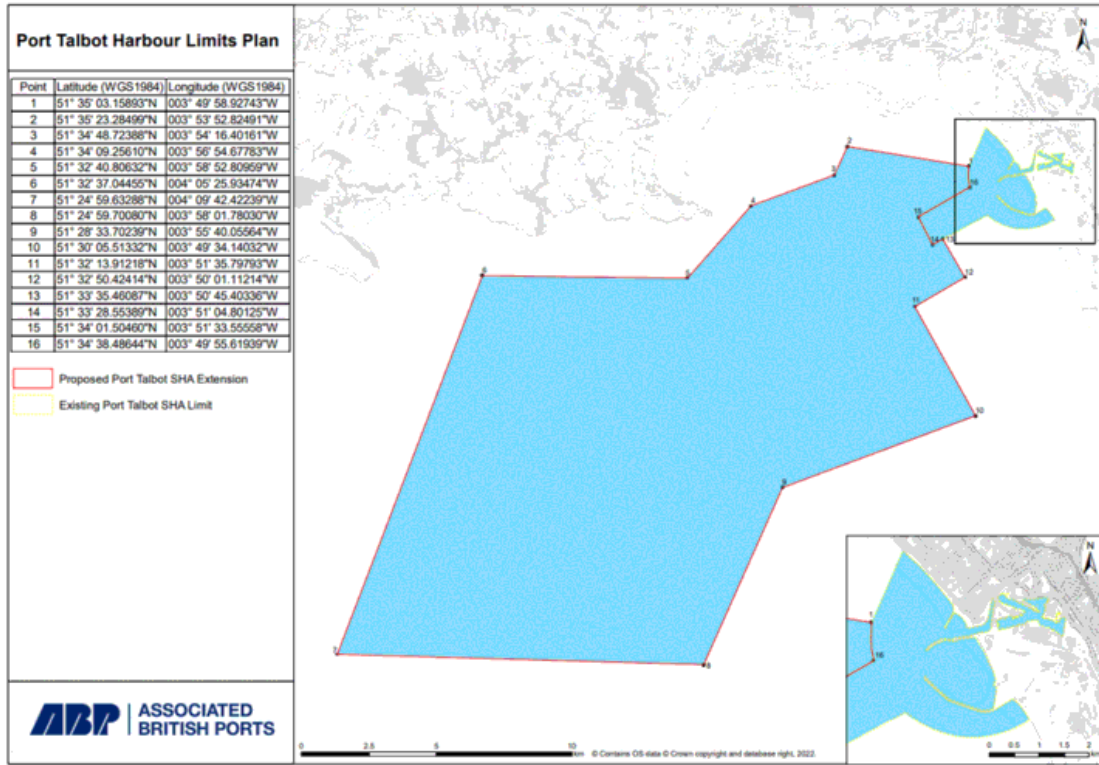 Port Talbot Harbour Limits Plan
Point Latitude (WGS1984) Longitude (WGS1984)
1 51° 35' 03.15893"N 003° 49' 58.92743"W
2 51° 35' 23.28499"N 003° 53' 52.82491"W
3 51° 34' 48.72388"N 003° 54' 16.40161"W
4 51° 34' 09.25610"N 003° 56' 54.67783"W
5 51° 32' 40.80632"N 003° 58' 52.80959"W
6 51° 32' 37.04455"N 004° 05' 25.93474"W
7 51° 24' 59.63288"N 004° 09' 42.42239"W
8 51° 24' 59.70080"N 003° 58' 01.78030"W
9 51° 28' 33.70239"N 003° 55' 40.05564"W
10 51° 30' 05.51332"N 003° 49' 34.14032"W
11 51° 32' 13.91218"N 003° 51' 35.79793"W
12 51° 32' 50.42414"N 003° 50' 01.11214"W
13 51° 33' 35.46087"N 003° 50' 45.40336"W
14 51° 33' 28.55389"N 003° 51' 04.80125"W
15 51° 34' 01.50460"N 003° 51' 33.55558"W
16 51° 34' 38.48644"N 003° 49' 55.61939"W
Proposed Port Talbot SHA Extension
Existing Port Talbot SHA Limit
ABP ASSOCIATED
BRITISH PORTS
N
2
1
3
16
4
15
14 13
12
6
5
11
10
9
7
8
0 2.5 5 10 km
© Contains OS data © Crown copyright and database right, 2022.
N
1
16
0 0.5 1 1.5 2 km